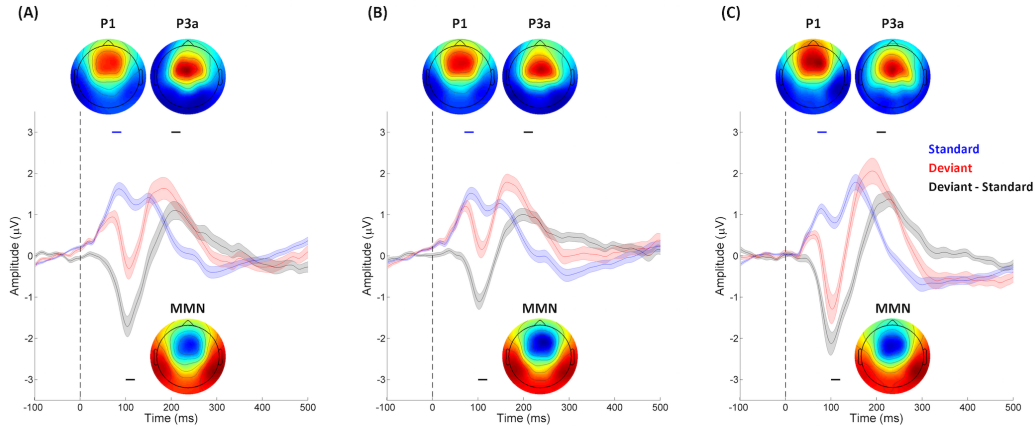 (A)
P1 P3a
3
2
1
0
-1
-2
-3
Amplitude (µV)
MMN
-100 0 100 200 300 400 500
Time (ms)
(B)
P1 P3a
3
2
1
0
-1
-2
-3
Amplitude (µV)
MMN
-100 0 100 200 300 400 500
Time (ms)
(C)
P1 P3a
3
2
1
0
-1
-2
-3
Amplitude (µV)
Standard
Deviant
Deviant - Standard
MMN
-100 0 100 200 300 400 500
Time (ms)